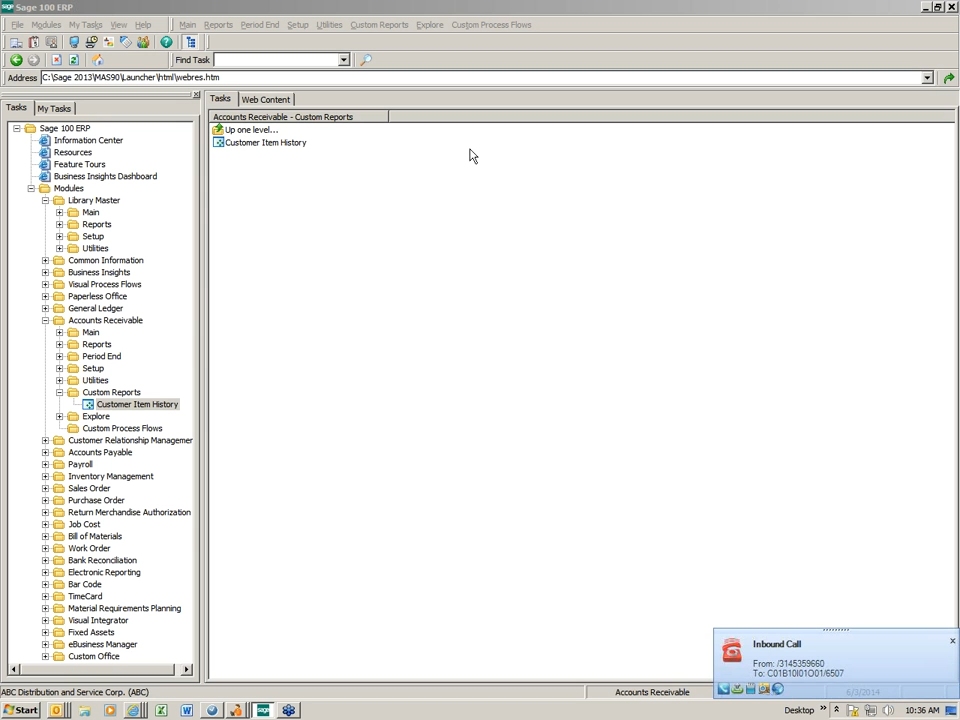 Sage 100 ERP
File Modules My Tasks View Help Main Reports Period End Setup Utilities Custom Reports Explore Custom Process Flows
Find Task
Address C:\Sage 2013\MAS90\Launcher\html\webres.htm
Tasks My Tasks
Sage 100 ERP
Information Center
Resources
Feature Tours
Business Insights Dashboard
Modules
Library Master
Main
Reports
Setup
Utilities
Common Information
Business Insights
Visual Process Flows
Paperless Office
General Ledger
Accounts Receivable
Main
Reports
Period End
Setup
Utilities
Custom Reports
Customer Item History
Explore
Custom Process Flows
Customer Relationship Managemer
Accounts Payable
Payroll
Inventory Management
Sales Order
Purchase Order
Return Merchandise Authorization
Job Cost
Bill of Materials
Work Order
Bank Reconciliation
Electronic Reporting
Bar Code
TimeCard
Material Requirements Planning
Visual Integrator
Fixed Assets
eBusiness Manager
Custom Office
Tasks Web Content
Accounts Receivable - Custom Reports
Up one level...
Customer Item History
Inbound Call
From: /3145359660
To: C01B10I01O01/6507
ABC Distribution and Service Corp. (ABC) Accounts Receivable 6/3/2014
Start sage Desktop 10:36 AM